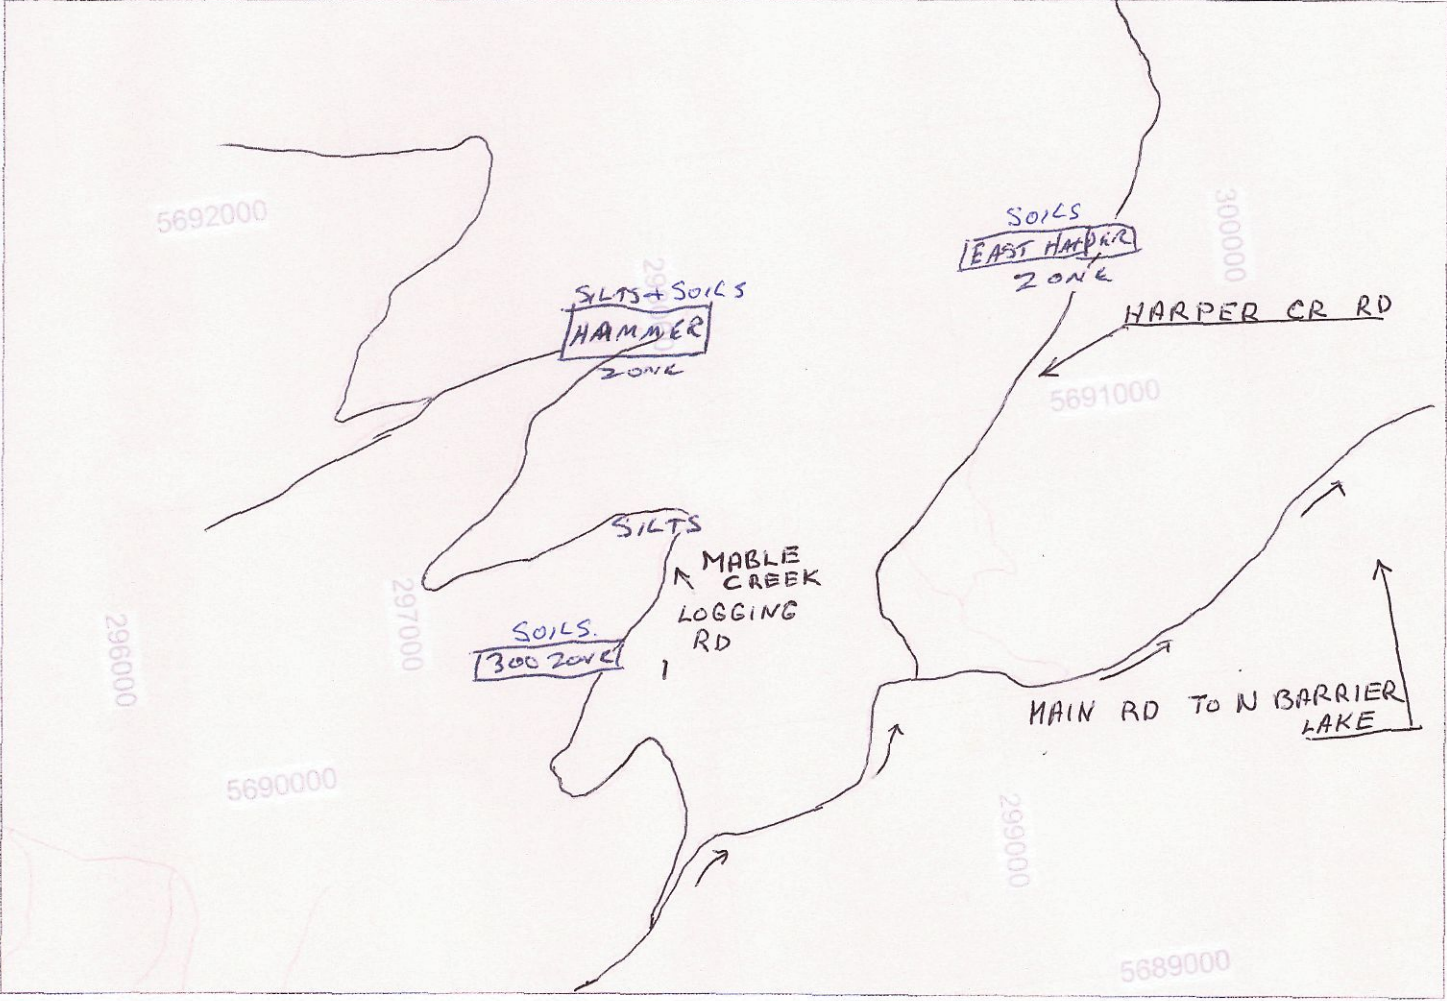 5692000
SOILS
EAST HARPER
ZONE
300000
298000
SILTS + SOILS
HAMMER
ZONE
HARPER CR RD
5691000
SILTS
MABLE
CREEK
LOGGING
RD
297000
296000
SOILS.
300 ZONE
MAIN RD TO N BARRIER
LAKE
5690000
299000
5689000